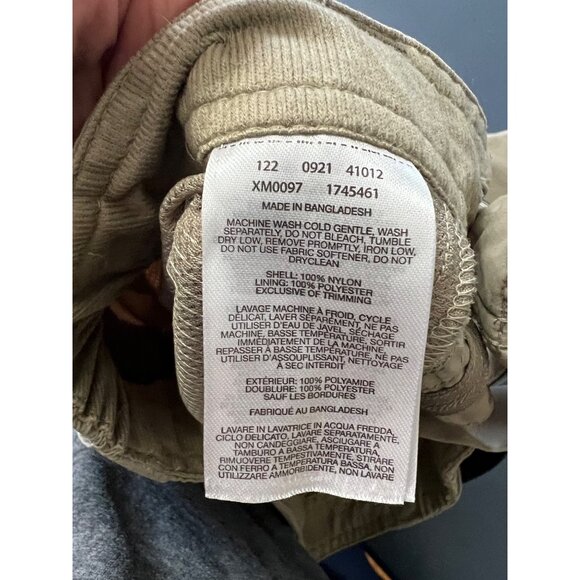 122 0921 41012
XM0097 1745461
MADE IN BANGLADESH
MACHINE WASH COLD GENTLE, WASH
SEPARATELY, DO NOT BLEACH, TUMBLE
DRY LOW, REMOVE PROMPTLY, IRON LOW,
DO NOT USE FABRIC SOFTENER, DO NOT
DRYCLEAN
SHELL: 100% NYLON
LINING: 100% POLYESTER
EXCLUSIVE OF TRIMMING
LAVAGE MACHINE À FROID, CYCLE
DÉLICAT, LAVER SÉPARÉMENT, NE PAS
UTILISER D'EAU DE JAVEL, SÉCHAGE
MACHINE, BASSE TEMPÉRATURE, SORTIR
IMMÉDIATEMENT DE LA MACHINE,
REPASSER À BASSE TEMPÉRATURE, NE PAS
UTILISER D'ASSOUPLISSANT, NETTOYAGE
À SEC INTERDIT
EXTÉRIEUR: 100% POLYAMIDE
DOUBLURE: 100% POLYESTER
SAUF LES BORDURES
FABRIQUÉ AU BANGLADESH
LAVARE IN LAVATRICE IN ACQUA FREDDA,
CICLO DELICATO, LAVARE SEPARATAMENTE,
NON CANDEGGIARE, ASCIUGARE A
TAMBURO A BASSA TEMPERATURA,
RIMUOVERE TEMPESTIVAMENTE, STIRARE
CON FERRO A TEMPERATURA BASSA, NON
UTILIZZARE AMMORBIDENTE, NON LAVARE